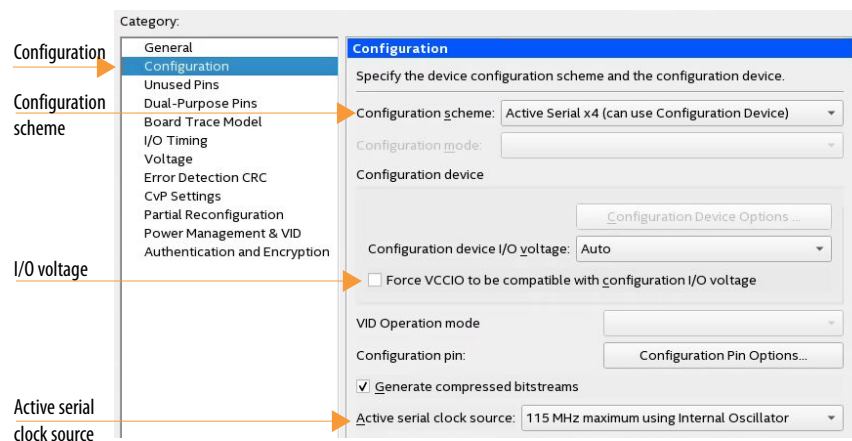 Category:
Configuration
Configuration
scheme
I/O voltage
Active serial
clock source
General
Configuration
Unused Pins
Dual-Purpose Pins
Board Trace Model
I/O Timing
Voltage
Error Detection CRC
CvP Settings
Partial Reconfiguration
Power Management & VID
Authentication and Encryption
Configuration
Specify the device configuration scheme and the configuration device.
Configuration scheme: Active Serial x4 (can use Configuration Device)
Configuration mode:
Configuration device
Configuration Device Options ...
Configuration device I/O voltage: Auto
Force VCCIO to be compatible with configuration I/O voltage
VID Operation mode
Configuration pin: Configuration Pin Options...
Generate compressed bitstreams
Active serial clock source: 115 MHz maximum using Internal Oscillator